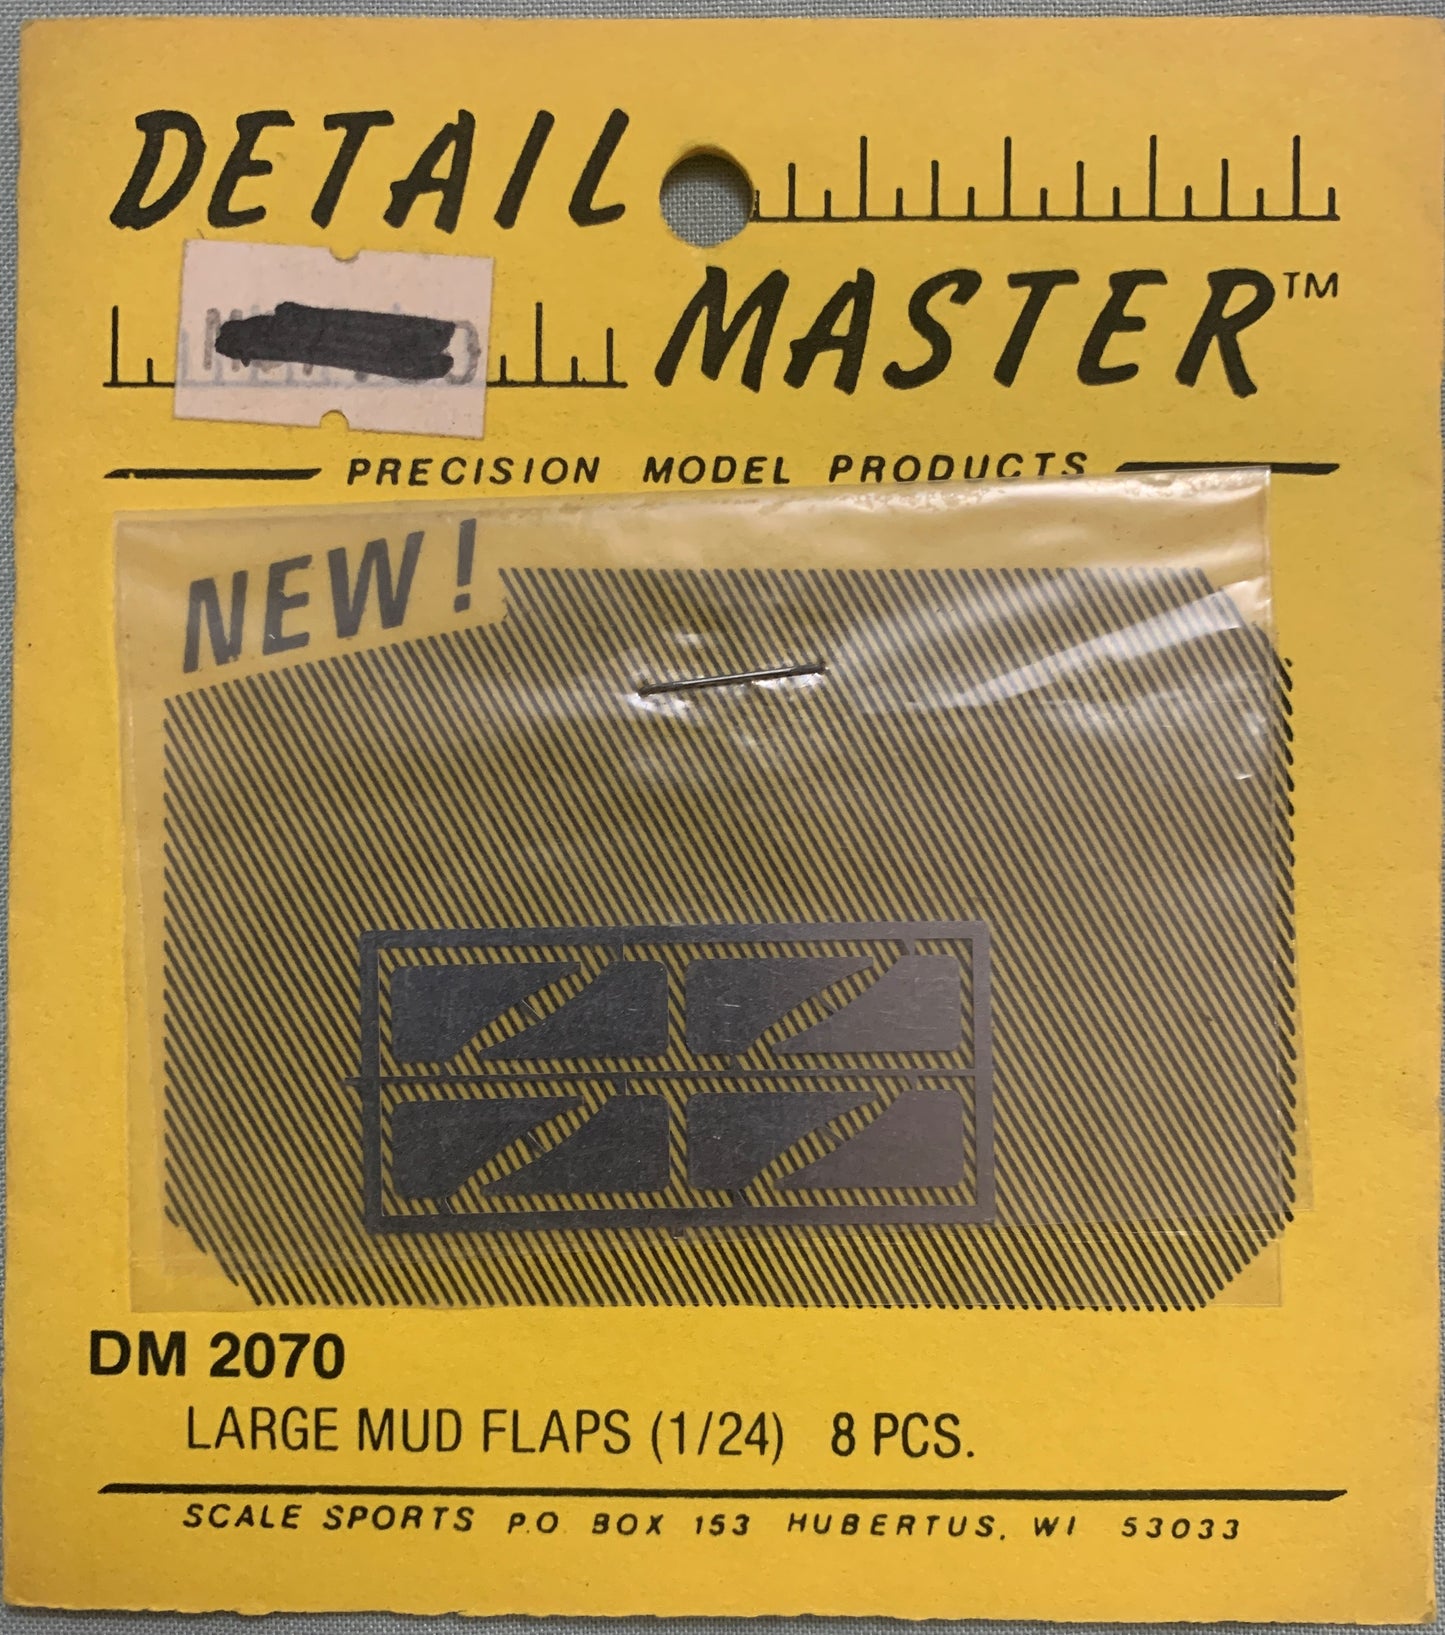 DETAIL
MASTER™
PRECISION MODEL PRODUCTS
NEW!
DM 2070
LARGE MUD FLAPS (1/24) 8 PCS.
SCALE SPORTS P.O. BOX 153 HUBERTUS, WI 53033